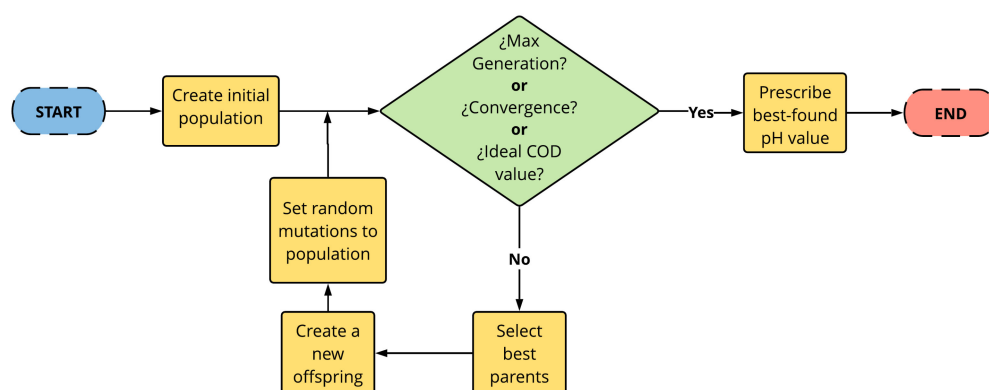 START
Create initial
population
¿Max
Generation?
or
¿Convergence?
or
¿Ideal COD
value?
Yes
Prescribe
best-found
pH value
END
Set random
mutations to
population
No
Create a
new
offspring
Select
best
parents